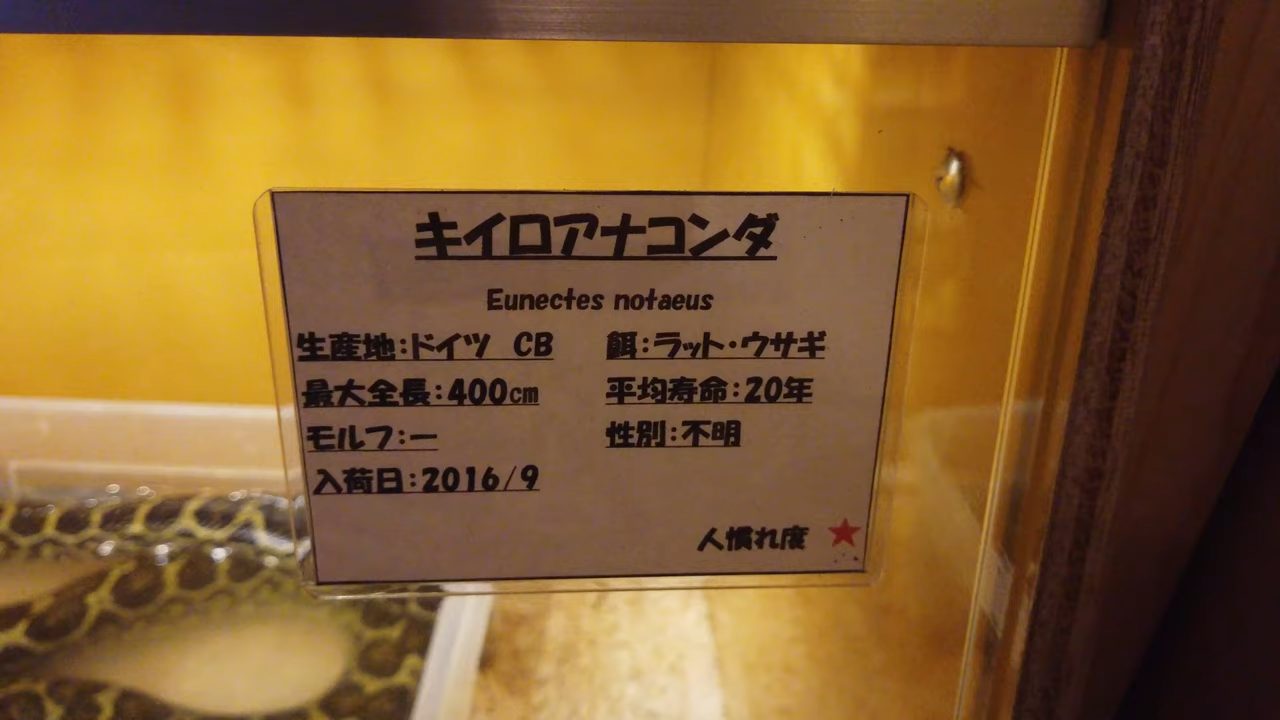 キイロアナコンダ
Eunectes notaeus
生産地:ドイツ CB 餌:ラット・ウサギ
最大全長:400cm 平均寿命:20年
モルフ:ー 性別:不明
入荷日:2016/9
人慣れ度 ★